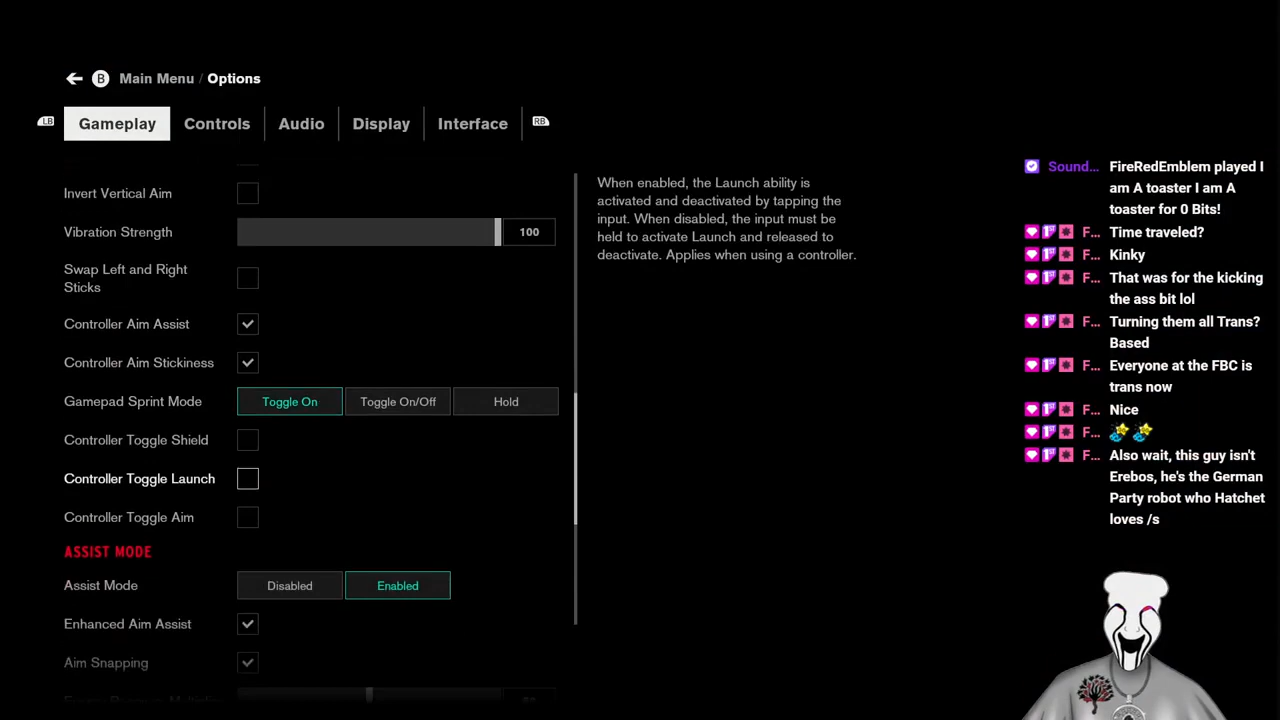 B Main Menu / Options
LB Gameplay Controls Audio Display Interface RB
Invert Vertical Aim
Vibration Strength 100
Swap Left and Right
Sticks
Controller Aim Assist
Controller Aim Stickiness
Gamepad Sprint Mode Toggle On Toggle On/Off Hold
Controller Toggle Shield
Controller Toggle Launch
Controller Toggle Aim
ASSIST MODE
Assist Mode Disabled Enabled
Enhanced Aim Assist
Aim Snapping
When enabled, the Launch ability is
activated and deactivated by tapping the
input. When disabled, the input must be
held to activate Launch and released to
deactivate. Applies when using a controller.
Sound... FireRedEmblem played I
am A toaster I am A
toaster for 0 Bits!
F... Time traveled?
F... Kinky
F... That was for the kicking
the ass bit lol
F... Turning them all Trans?
Based
F... Everyone at the FBC is
trans now
F... Nice
F...
F... Also wait, this guy isn't
Erebos, he's the German
Party robot who Hatchet
loves /s